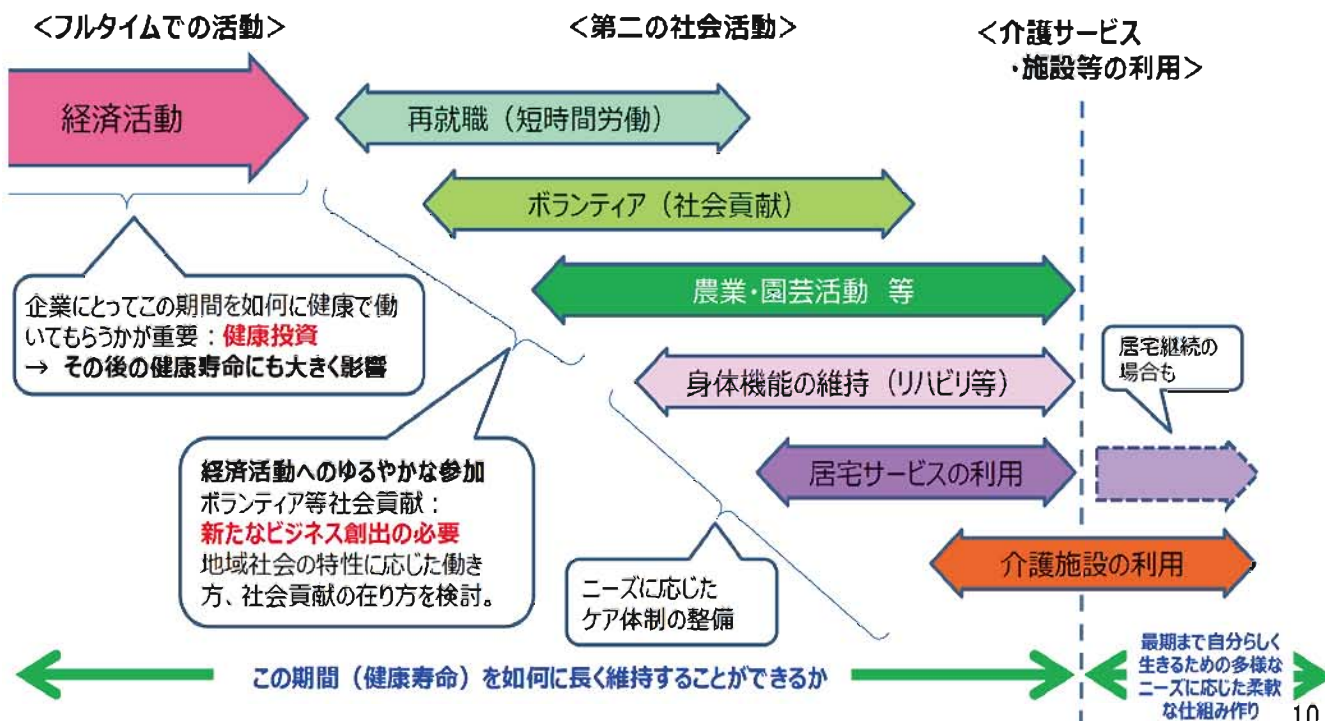 <フルタイムでの活動>
<第二の社会活動>
<介護サービス
・施設等の利用>
経済活動
再就職（短時間労働）
ボランティア（社会貢献）
農業・園芸活動 等
身体機能の維持（リハビリ等）
居宅サービスの利用
介護施設の利用
企業にとってこの期間を如何に健康で働
いてもらうかが重要：健康投資
→ その後の健康寿命にも大きく影響
経済活動へのゆるやかな参加
ボランティア等社会貢献：
新たなビジネス創出の必要
地域社会の特性に応じた働き
方、社会貢献の在り方を検討。
ニーズに応じた
ケア体制の整備
居宅継続の
場合も
この期間（健康寿命）を如何に長く維持することができるか
最期まで自分らしく
生きるための多様な
ニーズに応じた柔軟
な仕組み作り
10